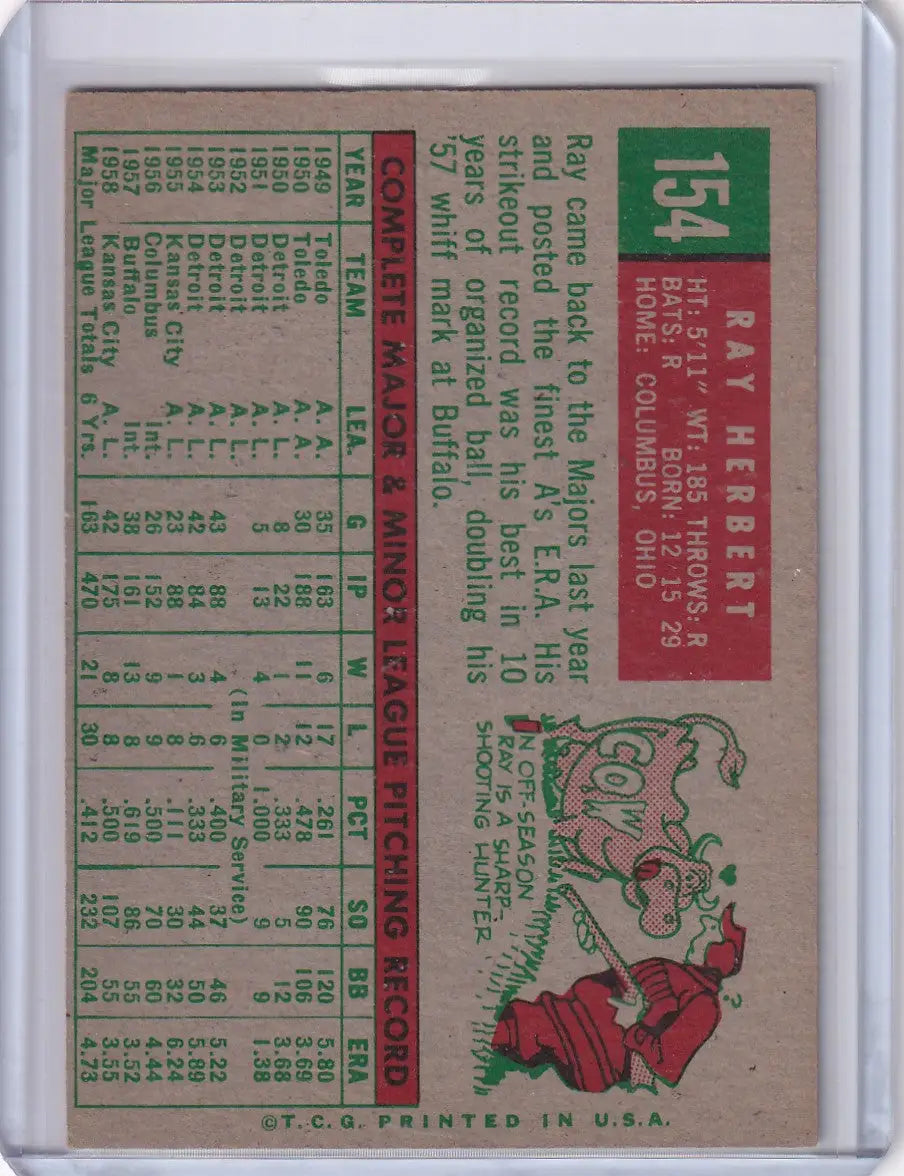 154
RAY HERBERT
HT: 5'11" WT: 185 THROWS: R
BATS: R BORN: 12 15 29
HOME: COLUMBUS, OHIO
Ray came back to the Majors last year
and posted the finest A's E.R.A. His
strikeout record was his best in 10
years of organized ball, doubling his
'57 whiff mark at Buffalo.
COW
?
IN OFF-SEASON
RAY IS A SHARP-
SHOOTING HUNTER
COMPLETE MAJOR & MINOR LEAGUE PITCHING RECORD
YEAR TEAM LEA. G IP W L PCT SO BB ERA
1949 Toledo A. A. 35 163 6 17 .261 76 120 5.80
1950 Toledo A. A. 30 188 11 12 .478 90 106 3.69
1950 Detroit A. L. 8 22 1 2 .333 5 12 3.68
1951 Detroit A. L. 5 13 4 0 1.000 9 9 1.38
1952 Detroit A. L. (In Military Service)
1953 Detroit A. L. 43 88 4 6 .400 37 46 5.22
1954 Detroit A. L. 42 84 3 6 .333 44 50 5.89
1955 Kansas City A. L. 23 88 1 8 .111 30 32 6.24
1956 Columbus Int. 26 152 9 9 .500 70 60 4.44
1957 Buffalo Int. 38 161 13 8 .619 86 55 3.52
1958 Kansas City A. L. 42 175 8 8 .500 107 55 3.55
Major League Totals 6 Yrs. 163 470 21 30 .412 232 204 4.73
©T.C.G. PRINTED IN U.S.A.